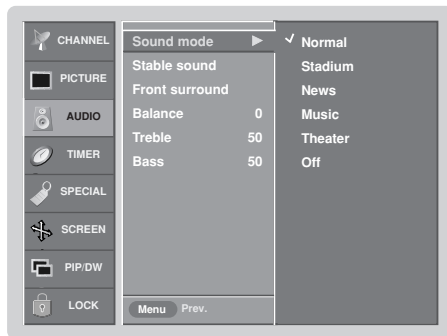 CHANNEL
PICTURE
AUDIO
TIMER
SPECIAL
SCREEN
PIP/DW
LOCK
Sound mode
Stable sound
Front surround
Balance 0
Treble 50
Bass 50
Menu Prev.
Normal
Stadium
News
Music
Theater
Off